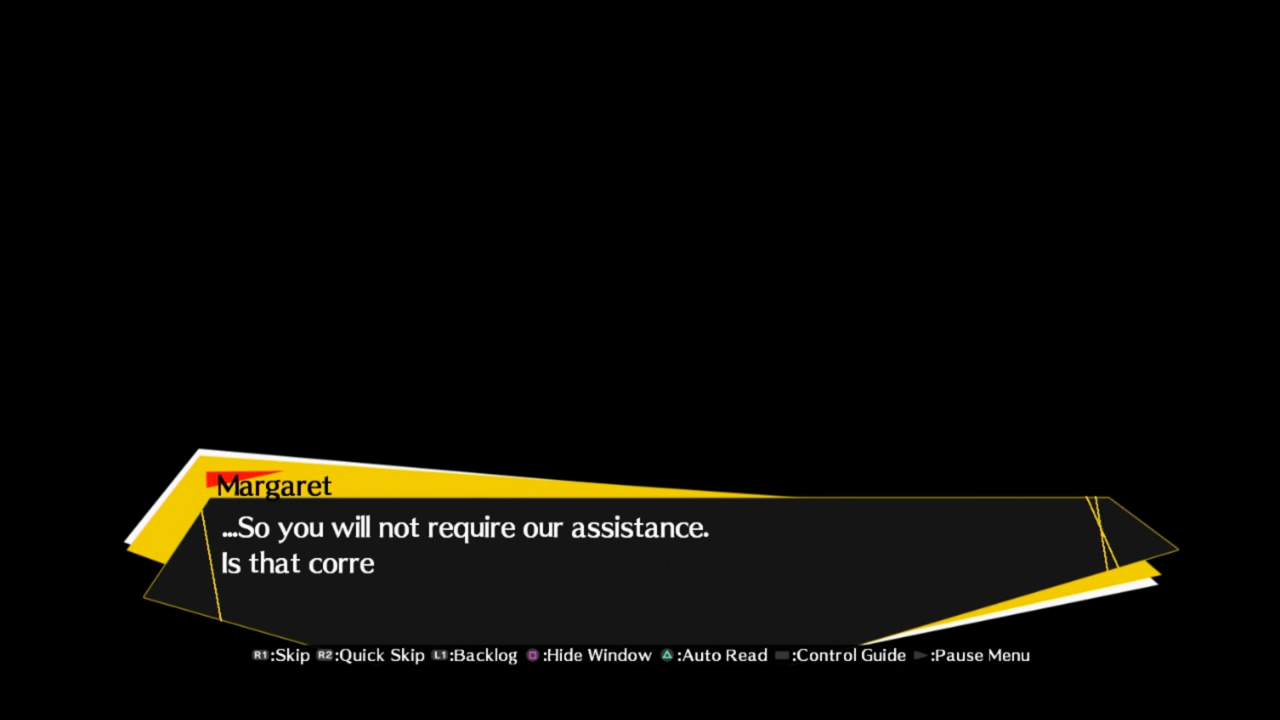 Margaret
...So you will not require our assistance.
Is that corre
R1:Skip R2:Quick Skip L1:Backlog :Hide Window :Auto Read :Control Guide :Pause Menu